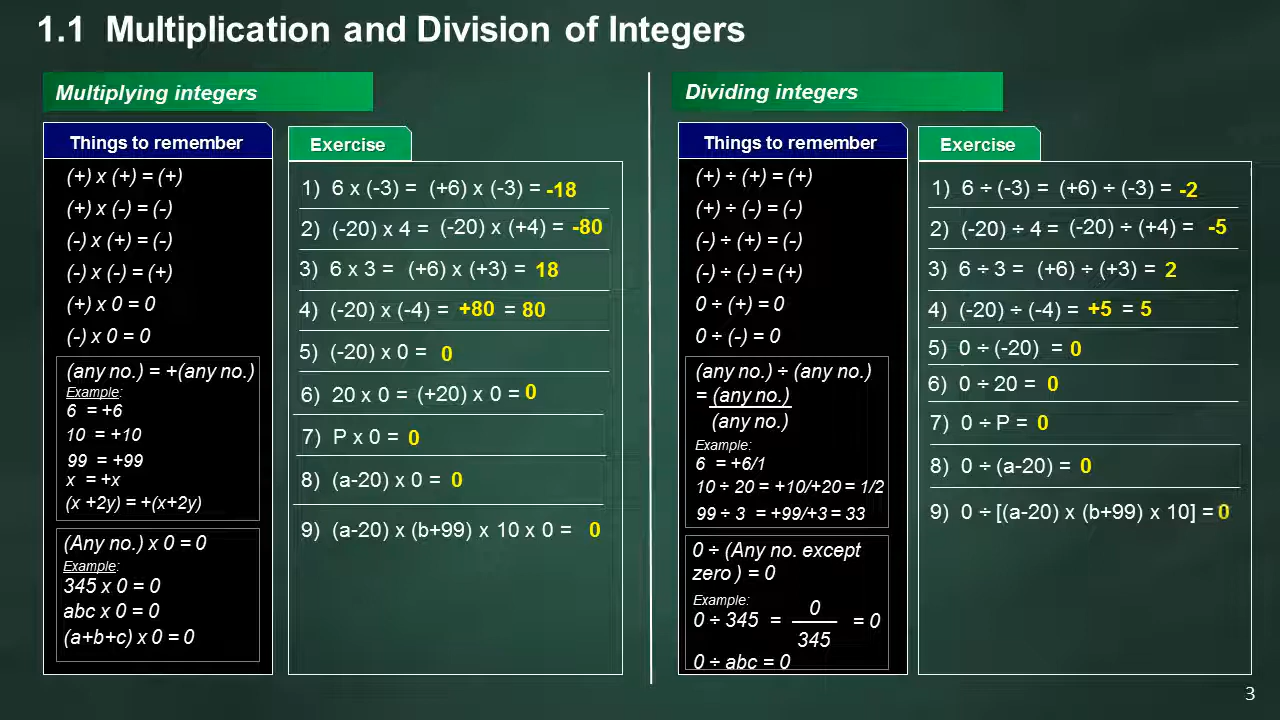 1.1 Multiplication and Division of Integers
Multiplying integers
Things to remember
(+) x (+) = (+)
(+) x (-) = (-)
(-) x (+) = (-)
(-) x (-) = (+)
(+) x 0 = 0
(-) x 0 = 0
(any no.) = +(any no.)
Example:
6 = +6
10 = +10
99 = +99
x = +x
(x +2y) = +(x+2y)
(Any no.) x 0 = 0
Example:
345 x 0 = 0
abc x 0 = 0
(a+b+c) x 0 = 0
Exercise
1) 6 x (-3) = (+6) x (-3) = -18
2) (-20) x 4 = (-20) x (+4) = -80
3) 6 x 3 = (+6) x (+3) = 18
4) (-20) x (-4) = +80 = 80
5) (-20) x 0 = 0
6) 20 x 0 = (+20) x 0 = 0
7) P x 0 = 0
8) (a-20) x 0 = 0
9) (a-20) x (b+99) x 10 x 0 = 0
Dividing integers
Things to remember
(+) ÷ (+) = (+)
(+) ÷ (-) = (-)
(-) ÷ (+) = (-)
(-) ÷ (-) = (+)
0 ÷ (+) = 0
0 ÷ (-) = 0
(any no.) ÷ (any no.)
= (any no.)
(any no.)
Example:
6 = +6/1
10 ÷ 20 = +10/+20 = 1/2
99 ÷ 3 = +99/+3 = 33
0 ÷ (Any no. except
zero ) = 0
Example:
0 ÷ 345 = 0 = 0
345
0 ÷ abc = 0
Exercise
1) 6 ÷ (-3) = (+6) ÷ (-3) = -2
2) (-20) ÷ 4 = (-20) ÷ (+4) = -5
3) 6 ÷ 3 = (+6) ÷ (+3) = 2
4) (-20) ÷ (-4) = +5 = 5
5) 0 ÷ (-20) = 0
6) 0 ÷ 20 = 0
7) 0 ÷ P = 0
8) 0 ÷ (a-20) = 0
9) 0 ÷ [(a-20) x (b+99) x 10] = 0
3